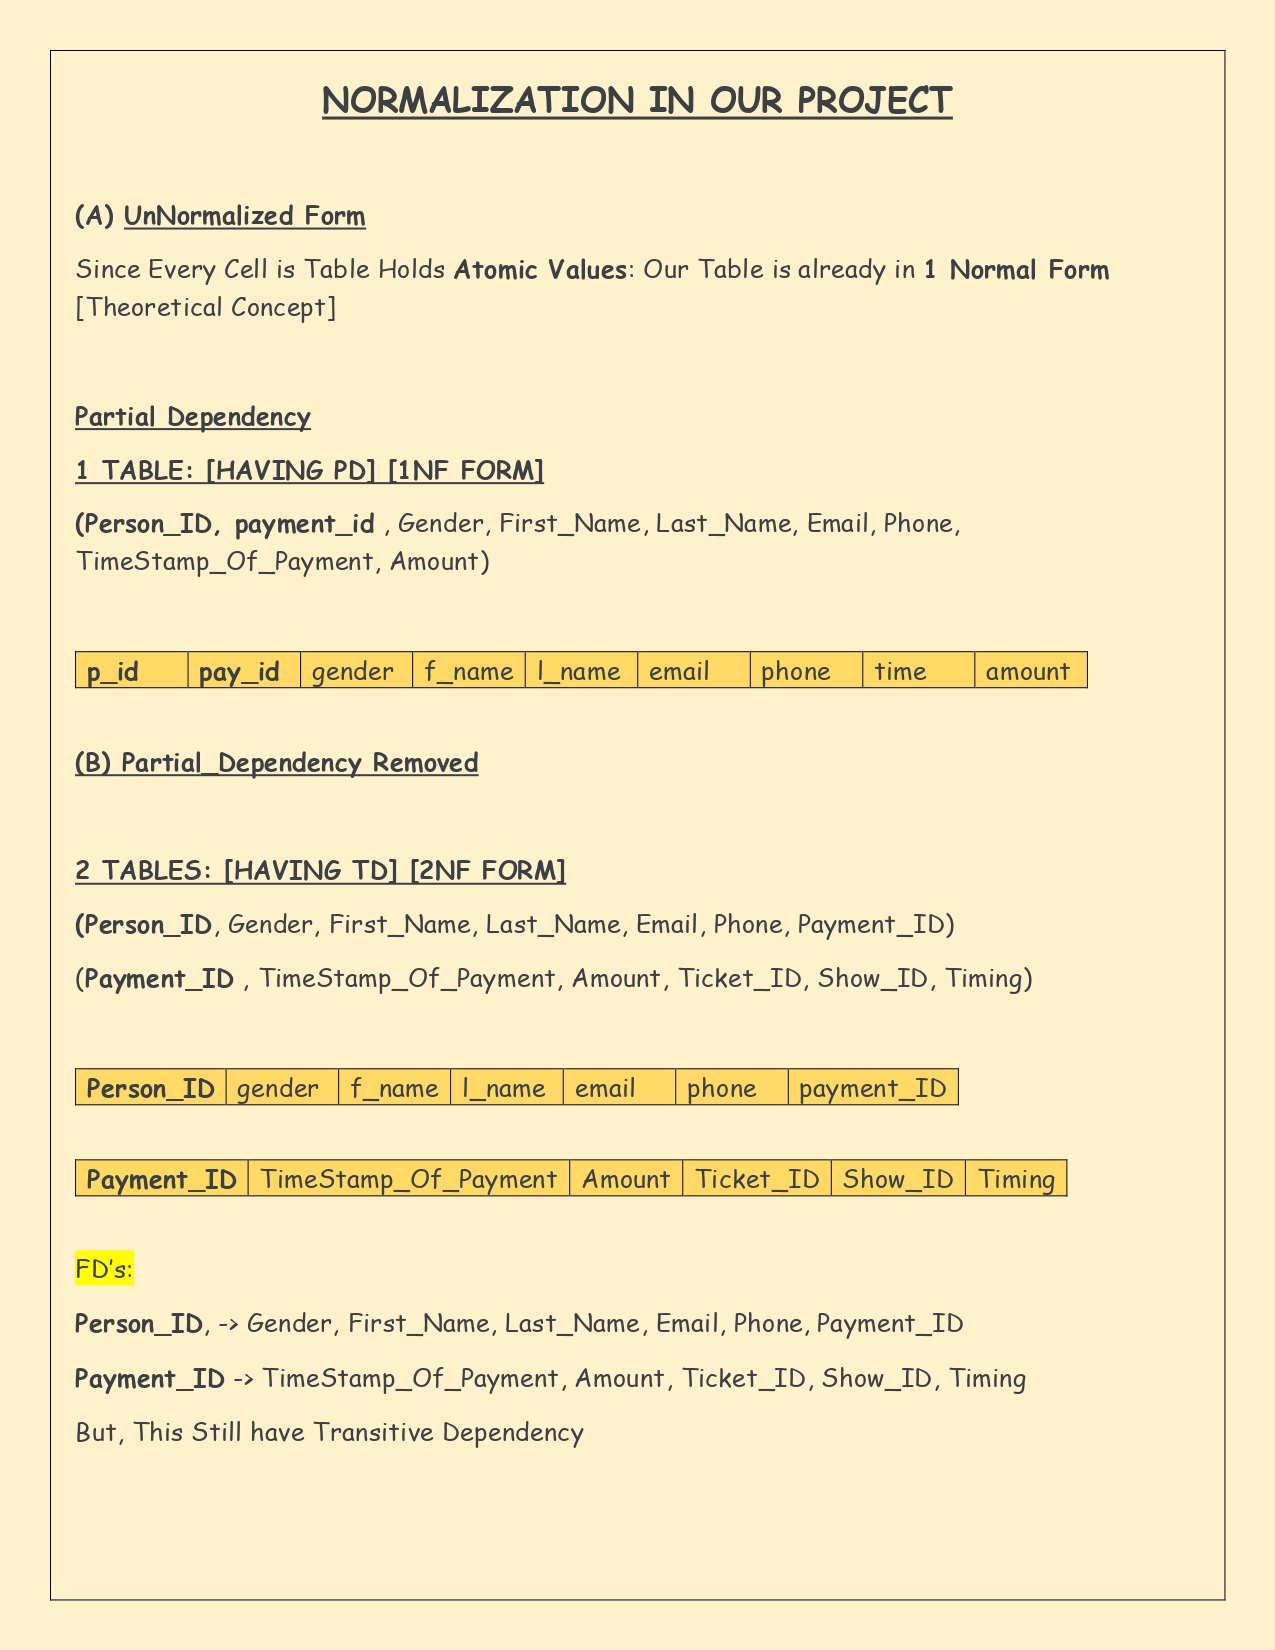 NORMALIZATION IN OUR PROJECT
(A) UnNormalized Form
Since Every Cell is Table Holds Atomic Values: Our Table is already in 1 Normal Form
[Theoretical Concept]
Partial Dependency
1 TABLE: [HAVING PD] [1NF FORM]
(Person_ID, payment_id , Gender, First_Name, Last_Name, Email, Phone,
TimeStamp_Of_Payment, Amount)
p_id pay_id gender f_name l_name email phone time amount
(B) Partial_Dependency Removed
2 TABLES: [HAVING TD] [2NF FORM]
(Person_ID, Gender, First_Name, Last_Name, Email, Phone, Payment_ID)
(Payment_ID , TimeStamp_Of_Payment, Amount, Ticket_ID, Show_ID, Timing)
Person_ID gender f_name l_name email phone payment_ID
Payment_ID TimeStamp_Of_Payment Amount Ticket_ID Show_ID Timing
FD’s:
Person_ID, -> Gender, First_Name, Last_Name, Email, Phone, Payment_ID
Payment_ID -> TimeStamp_Of_Payment, Amount, Ticket_ID, Show_ID, Timing
But, This Still have Transitive Dependency